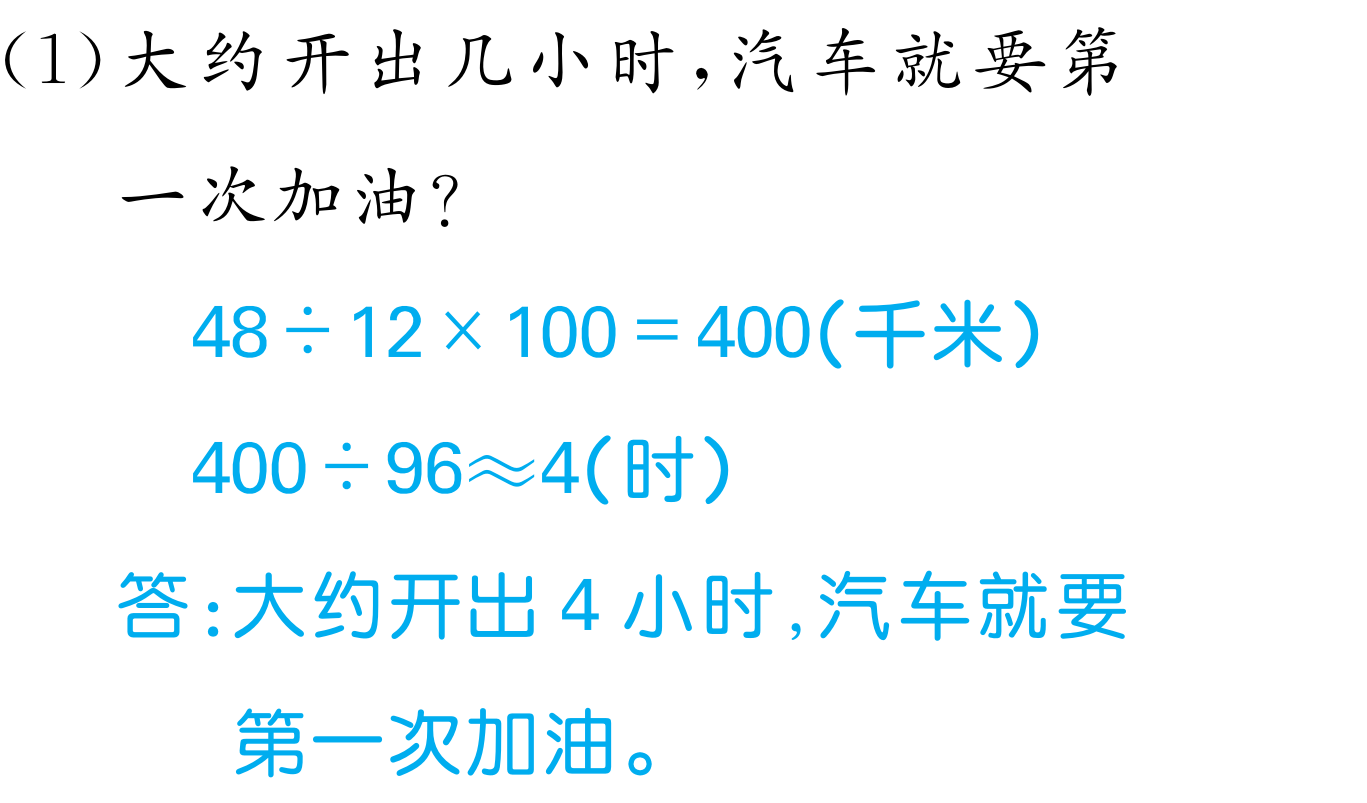 (1)大约开出几小时,汽车就要第
一次加油?
48÷12×100=400(千米)
400÷96≈4(时)
答:大约开出 4 小时,汽车就要
第一次加油。